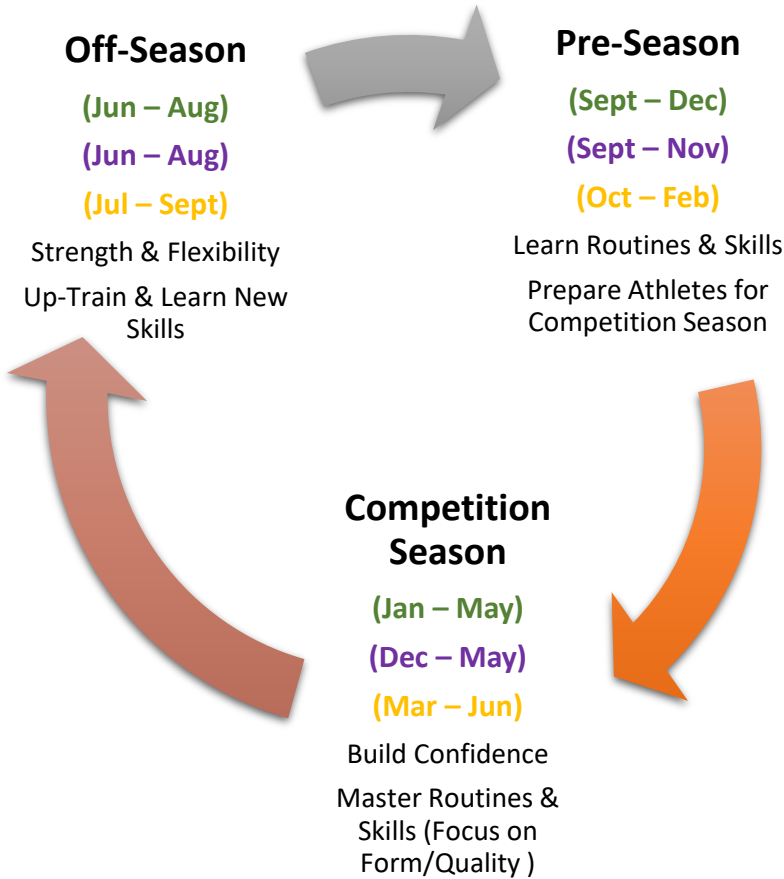 Off-Season
(Jun – Aug)
(Jun – Aug)
(Jul – Sept)
Strength & Flexibility
Up-Train & Learn New
Skills
Pre-Season
(Sept – Dec)
(Sept – Nov)
(Oct – Feb)
Learn Routines & Skills
Prepare Athletes for
Competition Season
Competition
Season
(Jan – May)
(Dec – May)
(Mar – Jun)
Build Confidence
Master Routines &
Skills (Focus on
Form/Quality )